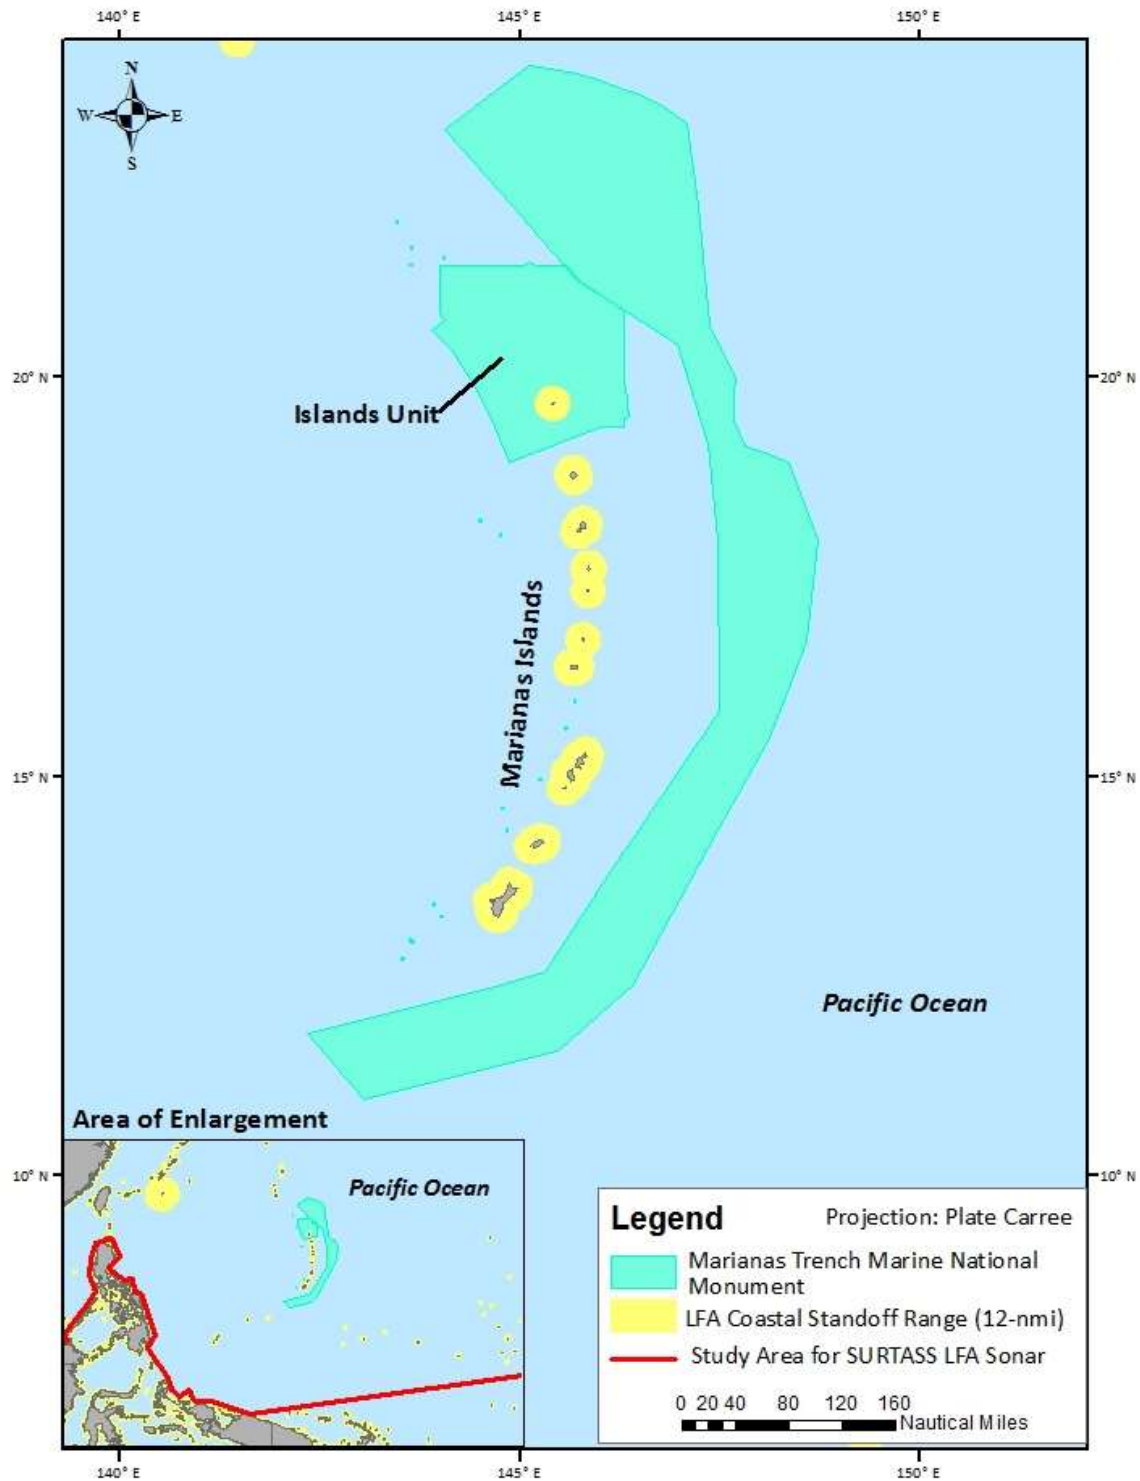 140° E
145° E
150° E
N
W E
S
20° N
20° N
Islands Unit
Marianas Islands
15° N
15° N
Pacific Ocean
Area of Enlargement
Pacific Ocean
10° N
10° N
Legend
Projection: Plate Carree
Marianas Trench Marine National
Monument
LFA Coastal Standoff Range (12-nmi)
Study Area for SURTASS LFA Sonar
0 20 40 80 120 160
Nautical Miles
140° E
145° E
150° E